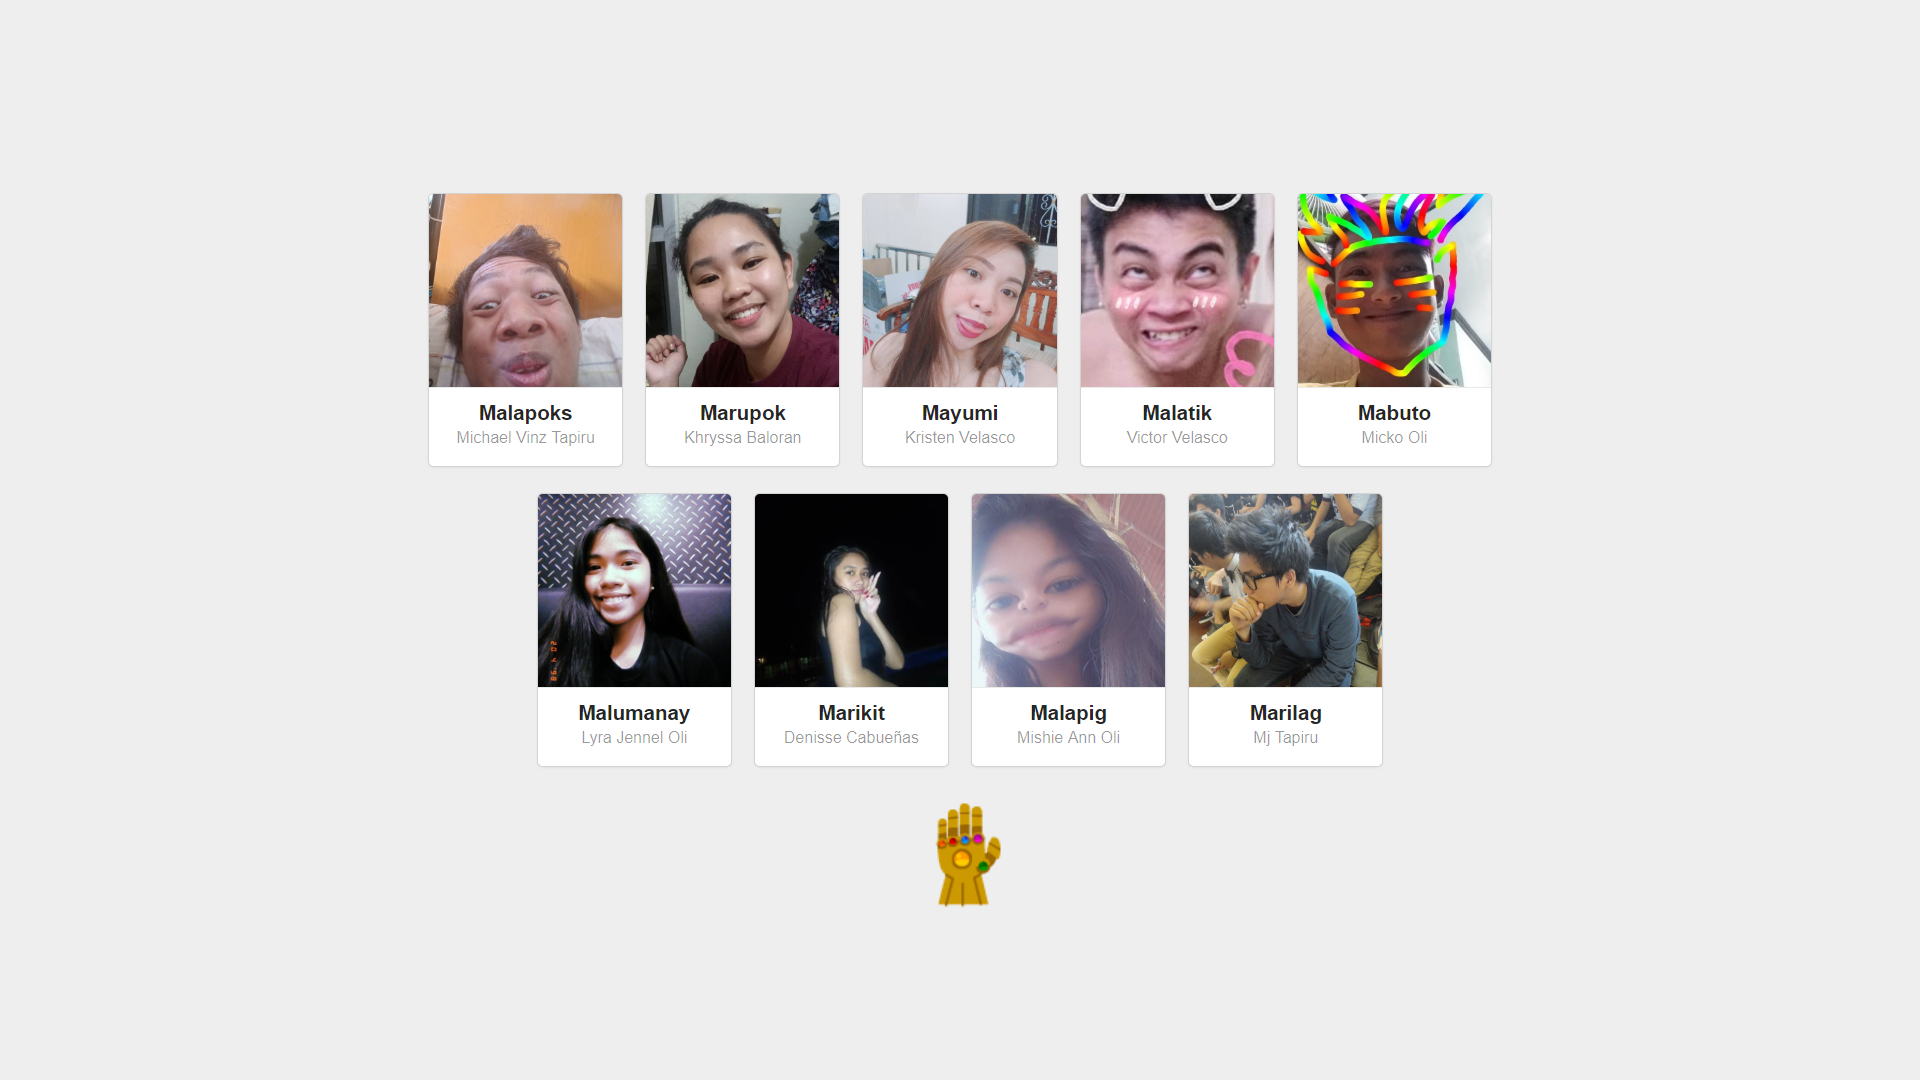 Malapoks
Michael Vinz Tapiru
Marupok
Khryssa Baloran
Mayumi
Kristen Velasco
Malatik
Victor Velasco
Mabuto
Micko Oli
Malumanay
Lyra Jennel Oli
Marikit
Denisse Cabueñas
Malapig
Mishie Ann Oli
Marilag
Mj Tapiru